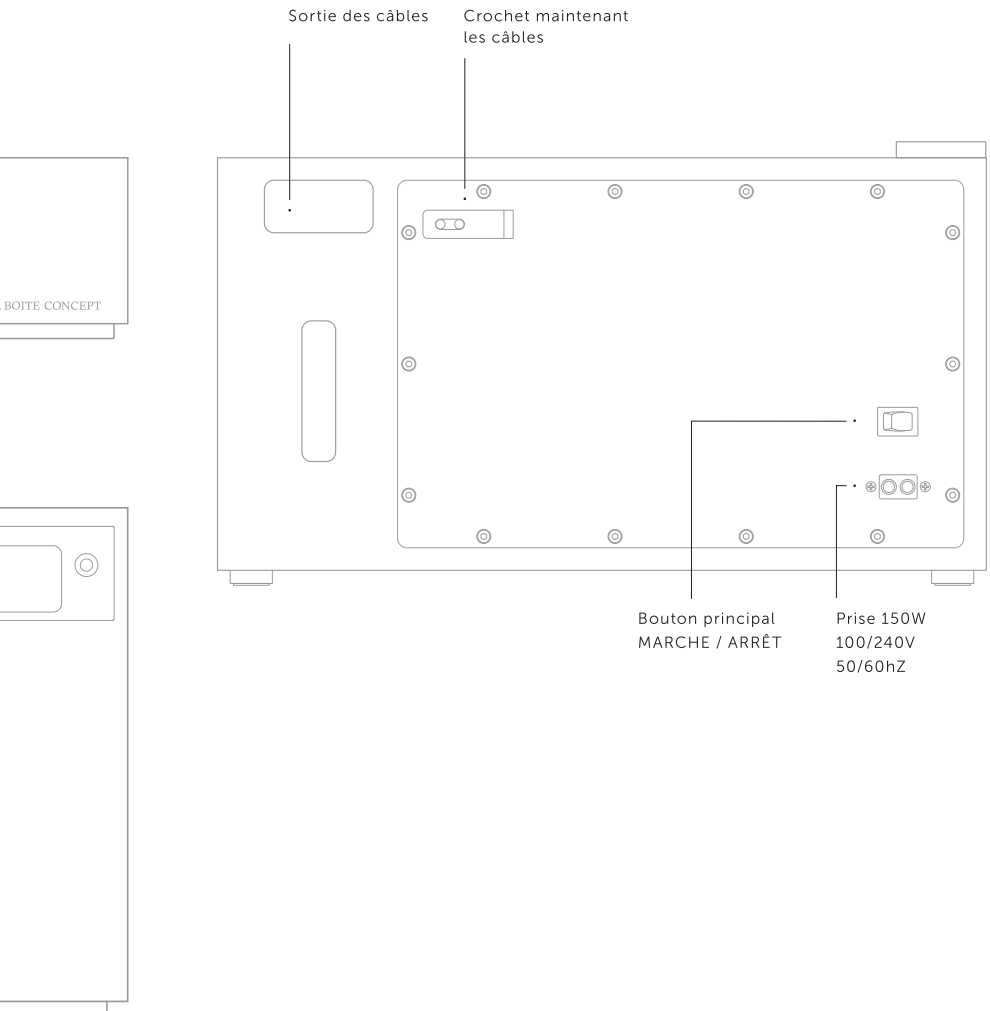 Sortie des câbles
Crochet maintenant
les câbles
BOITE CONCEPT
Bouton principal
MARCHE / ARRÊT
Prise 150W
100/240V
50/60hZ